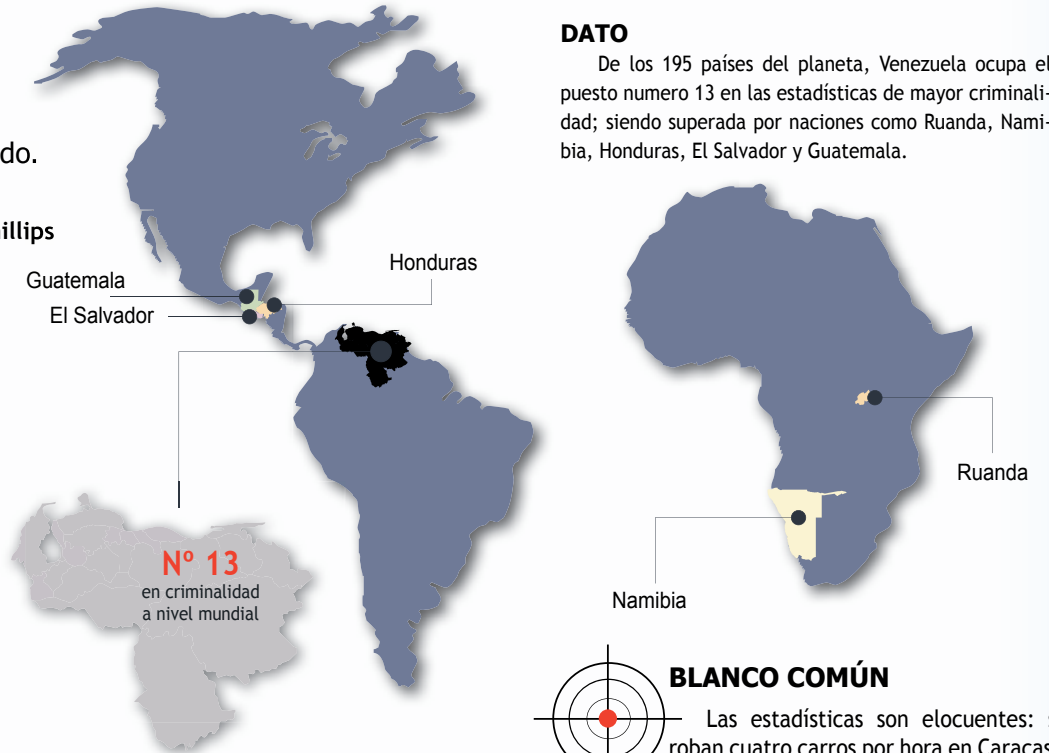 do.
illips
DATO
De los 195 países del planeta, Venezuela ocupa el
puesto numero 13 en las estadísticas de mayor criminali-
dad; siendo superada por naciones como Ruanda, Nami-
bia, Honduras, El Salvador y Guatemala.
Guatemala
El Salvador
Honduras
Ruanda
Namibia
Nº 13
en criminalidad
a nivel mundial
BLANCO COMÚN
Las estadísticas son elocuentes:
roban cuatro carros por hora en Caracas